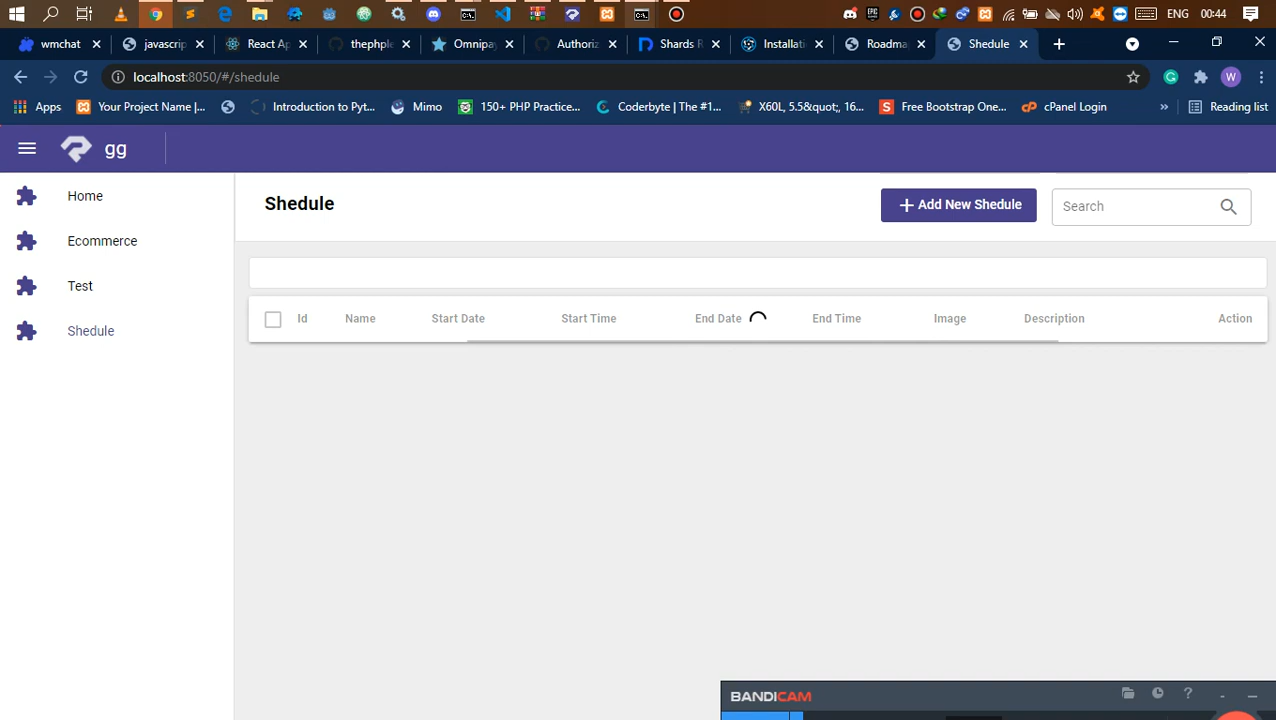 ENG 00:44
wmchat javascrip React Ap thephple Omnipay Authoriz Shards R Installati Roadma Shedule
localhost:8050/#/shedule W
Apps Your Project Name |... Introduction to Pyt... Mimo 150+ PHP Practice... Coderbyte | The #1... X60L, 5.5&quot;, 16... Free Bootstrap One... cPanel Login » Reading list
gg
Home
Shedule
Add New Shedule
Search
Ecommerce
Test
Id Name Start Date Start Time End Date End Time Image Description Action
Shedule
BANDICAM